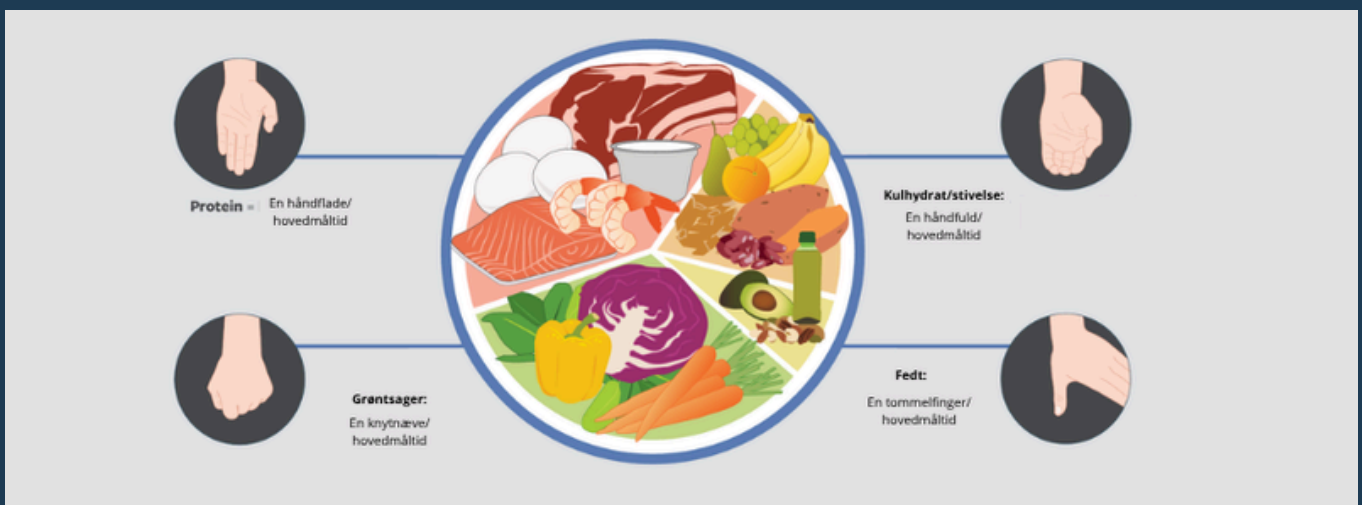 Protein = En håndflade/
hovedmåltid
Kulhydrat/stivelse:
En håndfuld/
hovedmåltid
Grøntsager:
En knytnæve/
hovedmåltid
Fedt:
En tommelfinger/
hovedmåltid